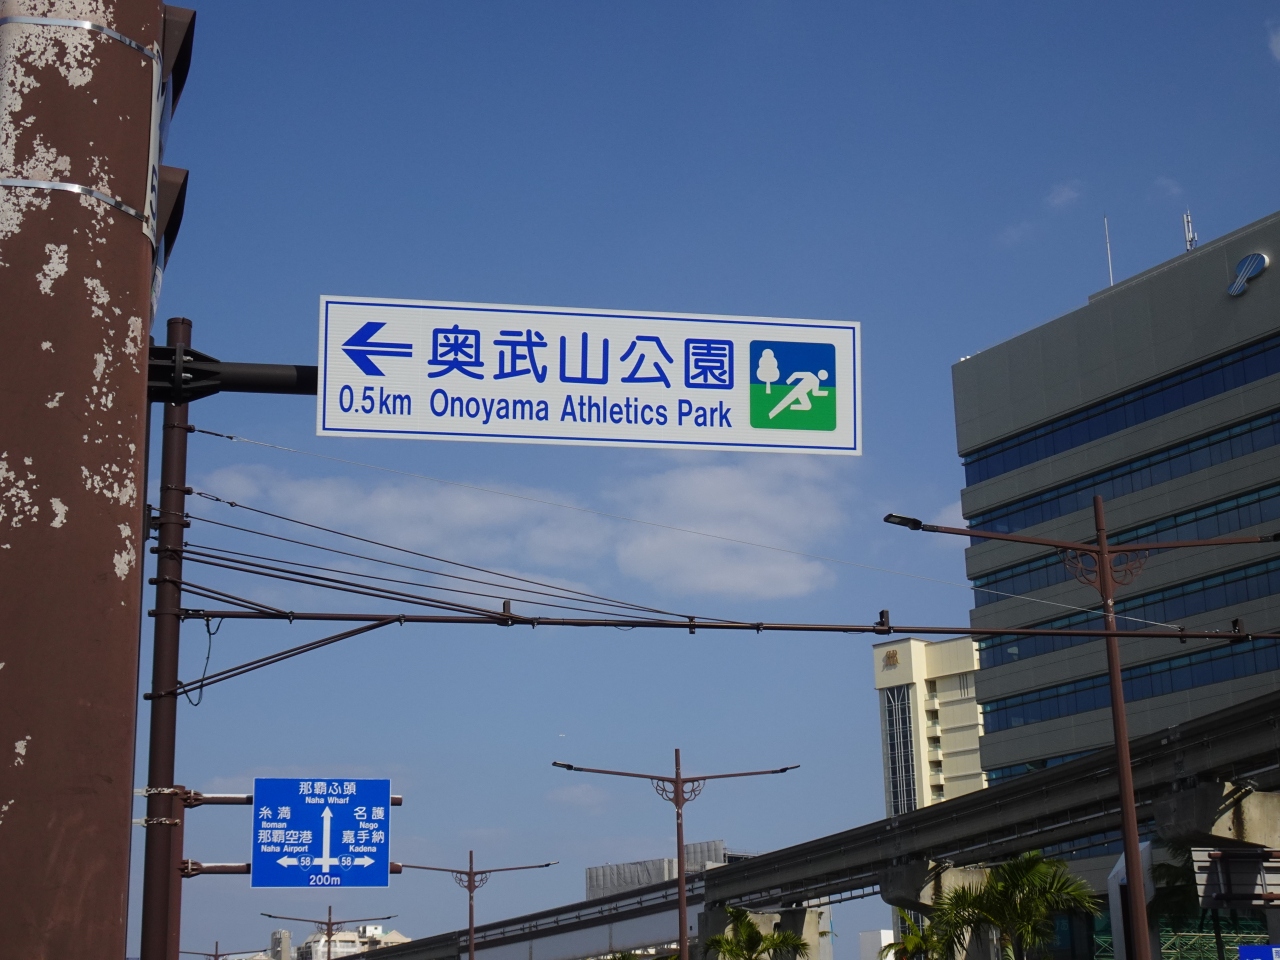 奥武山公園
0.5km Onoyama Athletics Park
那覇ふ頭
Naha Wharf
糸満
Itoman
名護
Nago
那覇空港
Naha Airport
嘉手納
Kadena
58
58
200m